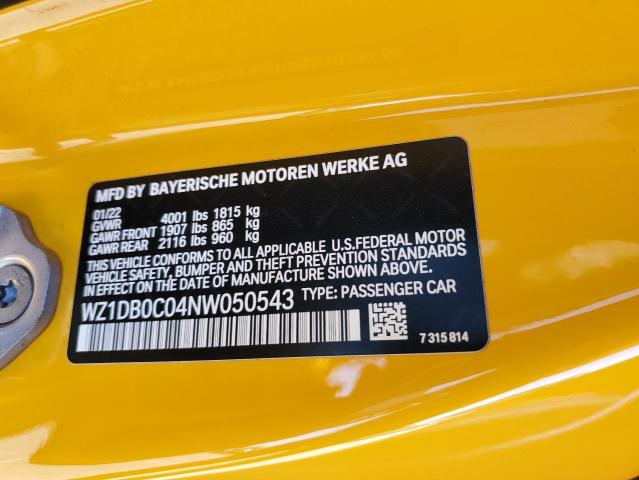 MFD BY BAYERISCHE MOTOREN WERKE AG
01/22
GVWR 4001 lbs 1815 kg
GAWR FRONT 1907 lbs 865 kg
GAWR REAR 2116 lbs 960 kg
THIS VEHICLE CONFORMS TO ALL APPLICABLE U.S.FEDERAL MOTOR
VEHICLE SAFETY, BUMPER AND THEFT PREVENTION STANDARDS
IN EFFECT ON THE DATE OF MANUFACTURE SHOWN ABOVE.
WZ1DB0C04NW050543 TYPE: PASSENGER CAR
7 315 814